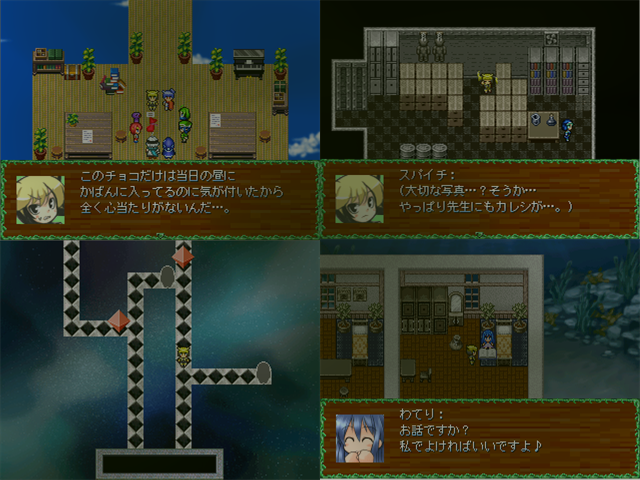 このチョコだけは当日の昼に
かばんに入ってるのに気が付いたから
全く心当たりがないんだ…。
スパイチ：
(大切な写真…？そうか…
やっぱり先生にもカレシが…。)
わてり：
お話ですか？
私でよければいいですよ♪